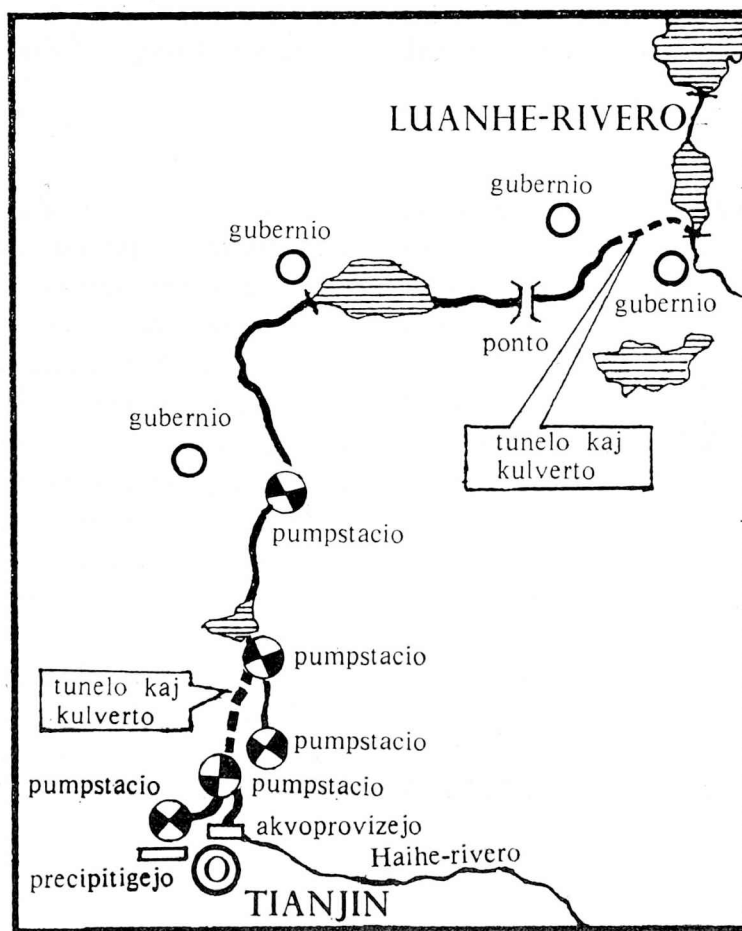 LUANHE-RIVERO
gubernio
gubernio
gubernio
ponto
tunelo kaj
kulverto
gubernio
pumpstacio
pumpstacio
tunelo kaj
kulverto
pumpstacio
pumpstacio
pumpstacio
akvoprovizejo
Haihe-rivero
precipitigejo
TIANJIN